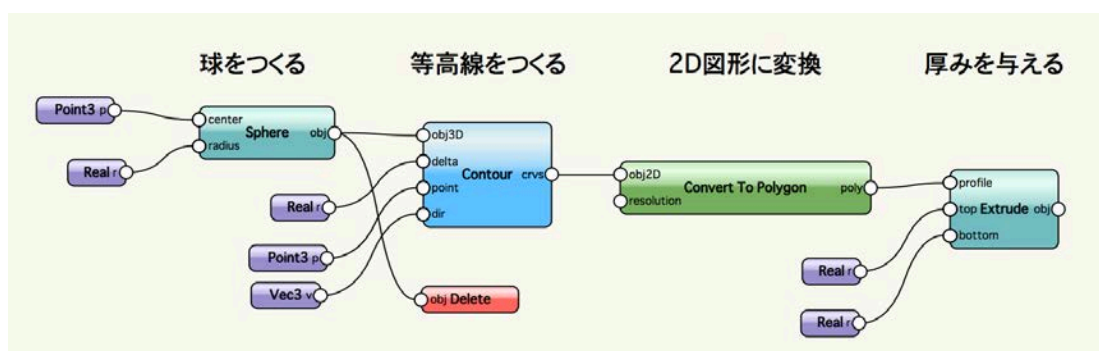 球をつくる
等高線をつくる
2D図形に変換
厚みを与える
Point3 p
Real r
center
radius
Sphere
obj
Real r
Point3 p
Vec3 v
obj3D
delta
point
dir
Contour
crvs
obj Delete
obj2D
resolution
Convert To Polygon
poly
profile
top
bottom
Extrude
obj
Real r
Real r